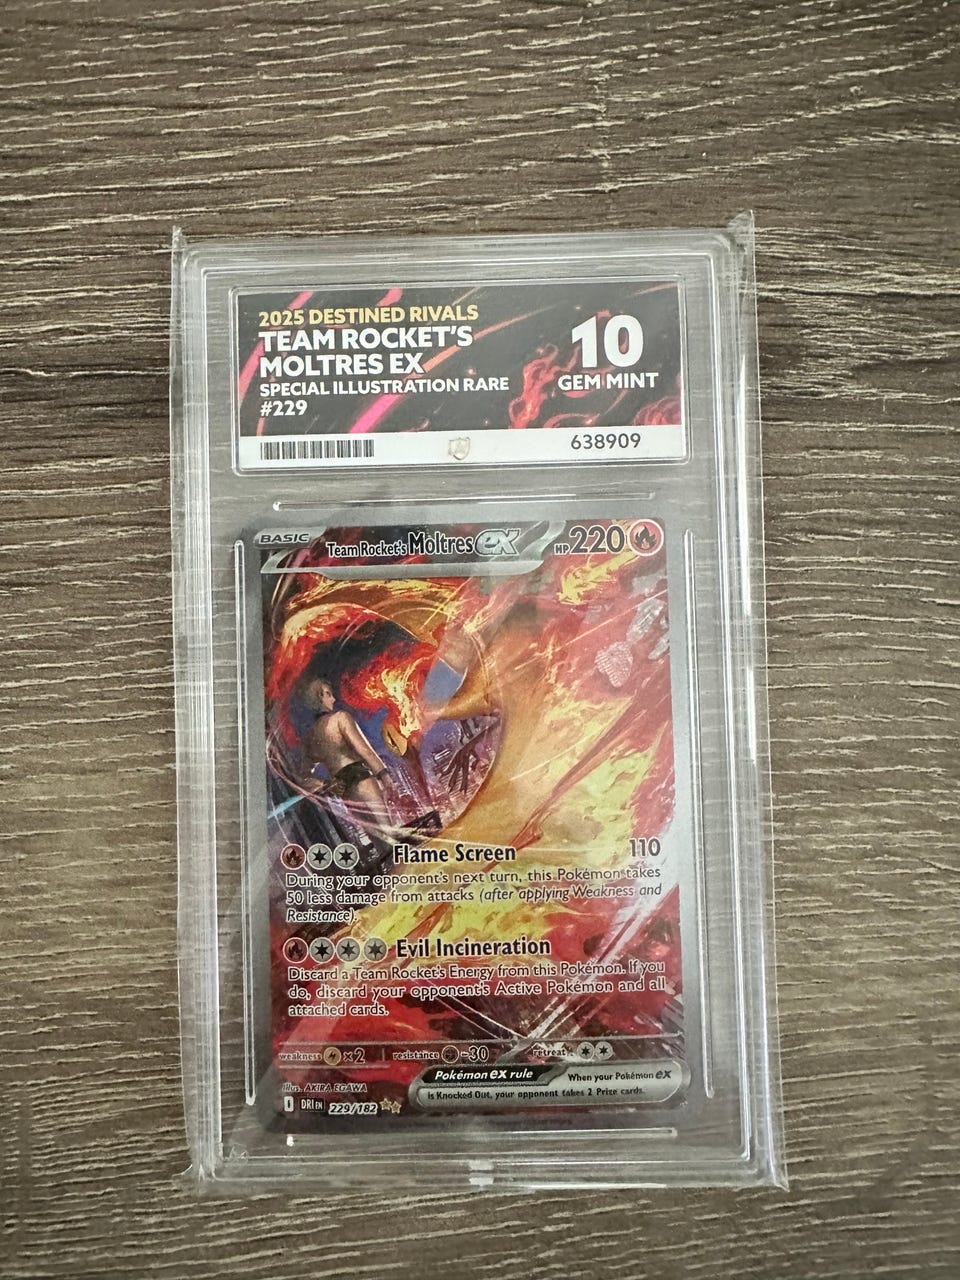 2025 DESTINED RIVALS
TEAM ROCKET'S
MOLTRES EX
SPECIAL ILLUSTRATION RARE
#229
10
GEM MINT
638909
BASIC
Team Rocket's Moltres ex
HP 220
Flame Screen 110
During your opponent's next turn, this Pokémon takes
50 less damage from attacks (after applying Weakness and
Resistance).
Evil Incineration
Discard a Team Rocket's Energy from this Pokémon. If you
do, discard your opponent's Active Pokémon and all
attached cards.
weakness ×2 resistance -30 retreat
Pokémon ex rule
When your Pokémon ex
is Knocked Out, your opponent takes 2 Prize cards.
Illus. AKIRA EGAWA
DRI EN 229/182